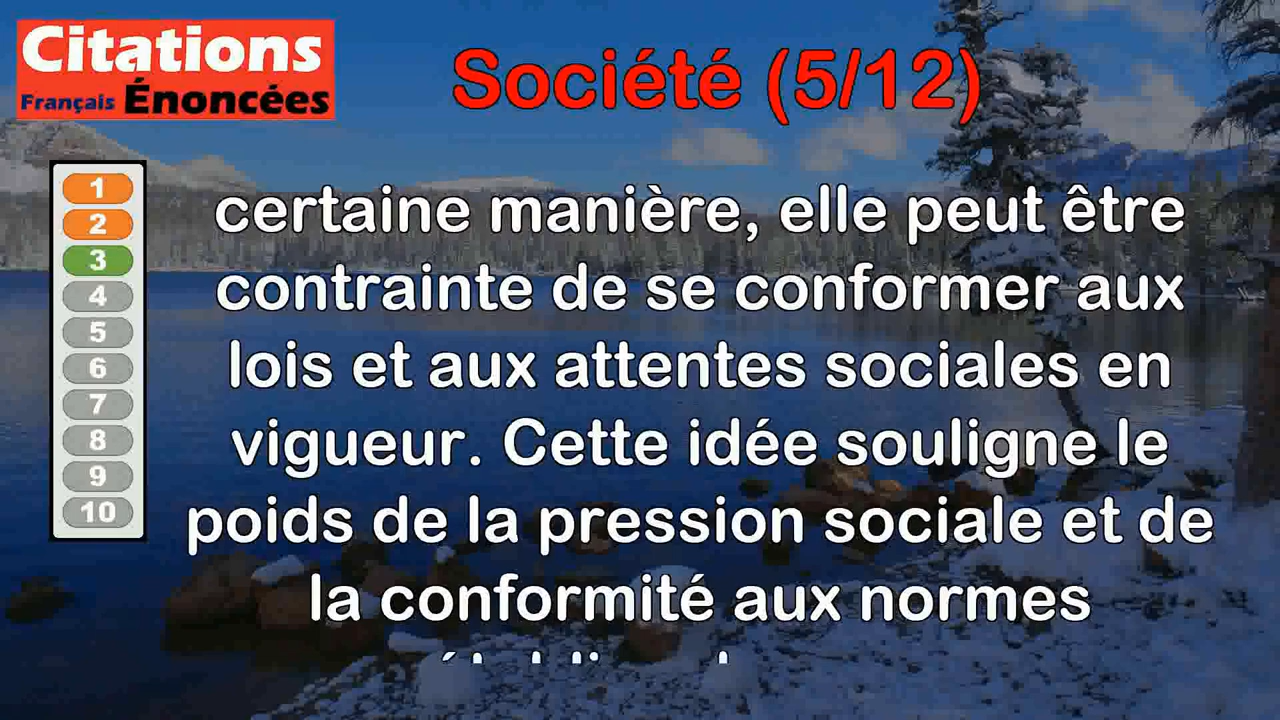 Citations
Français Énoncées
Société (5/12)
1
2
3
4
5
6
7
8
9
10
certaine manière, elle peut être
contrainte de se conformer aux
lois et aux attentes sociales en
vigueur. Cette idée souligne le
poids de la pression sociale et de
la conformité aux normes